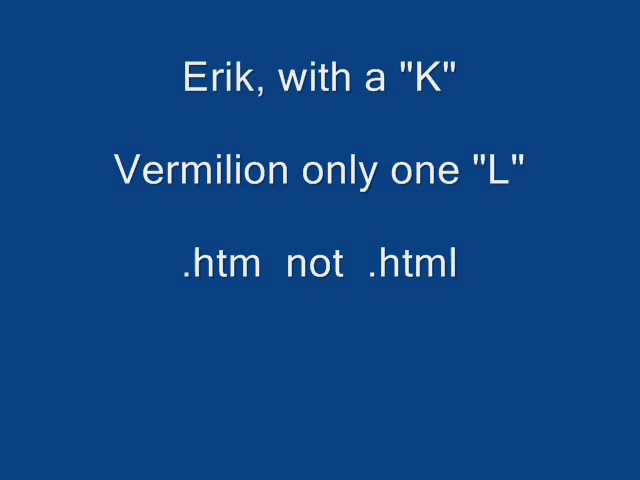 Erik, with a "K"
Vermilion only one "L"
.htm  not  .html